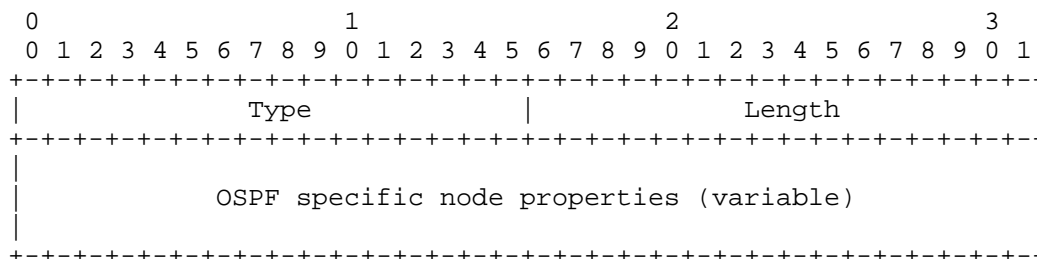 0                   1                   2                   3
 0 1 2 3 4 5 6 7 8 9 0 1 2 3 4 5 6 7 8 9 0 1 2 3 4 5 6 7 8 9 0 1
+-+-+-+-+-+-+-+-+-+-+-+-+-+-+-+-+-+-+-+-+-+-+-+-+-+-+-+-+-+-+-+--
|              Type             |             Length
+-+-+-+-+-+-+-+-+-+-+-+-+-+-+-+-+-+-+-+-+-+-+-+-+-+-+-+-+-+-+-+--
|
|            OSPF specific node properties (variable)
|
+-+-+-+-+-+-+-+-+-+-+-+-+-+-+-+-+-+-+-+-+-+-+-+-+-+-+-+-+-+-+-+--